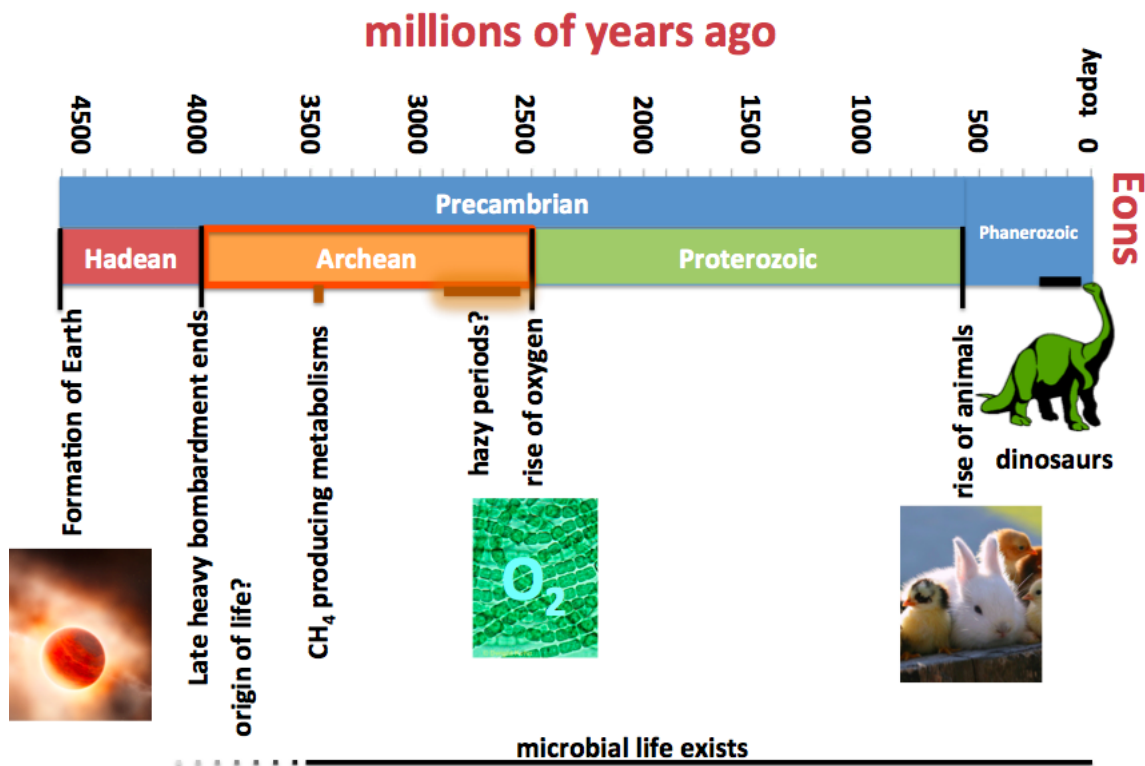 millions of years ago
4500
4000
3500
3000
2500
2000
1500
1000
500
0 today
Eons
Precambrian
Phanerozoic
Hadean
Archean
Proterozoic
Formation of Earth
Late heavy bombardment ends
origin of life?
CH₄ producing metabolisms
hazy periods?
rise of oxygen
rise of animals
dinosaurs
O₂
microbial life exists